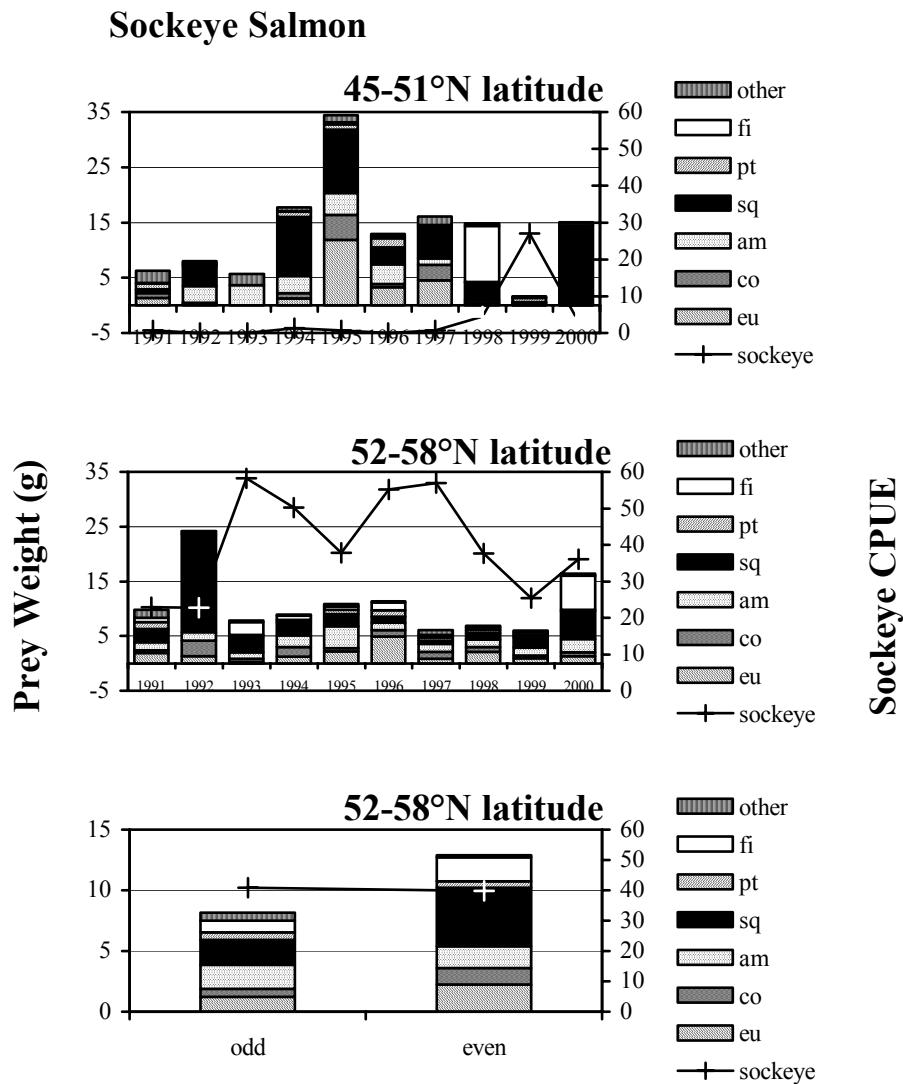 Sockeye Salmon
45-51°N latitude
35
25
15
5
-5
60
50
40
30
20
10
0
1991 1992 1993 1994 1995 1996 1997 1998 1999 2000
other
fi
pt
sq
am
co
eu
sockeye
Prey Weight (g)
52-58°N latitude
35
25
15
5
-5
60
50
40
30
20
10
0
1991 1992 1993 1994 1995 1996 1997 1998 1999 2000
other
fi
pt
sq
am
co
eu
sockeye
Sockeye CPUE
52-58°N latitude
15
10
5
0
60
50
40
30
20
10
0
odd even
other
fi
pt
sq
am
co
eu
sockeye